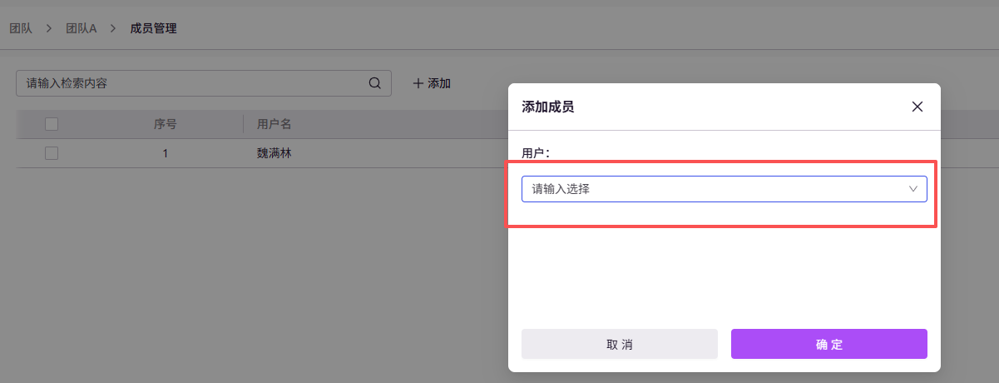 团队 > 团队A > 成员管理
请输入检索内容
+ 添加
序号 用户名
1 魏满林
添加成员
用户：
请输入选择
取 消 确 定